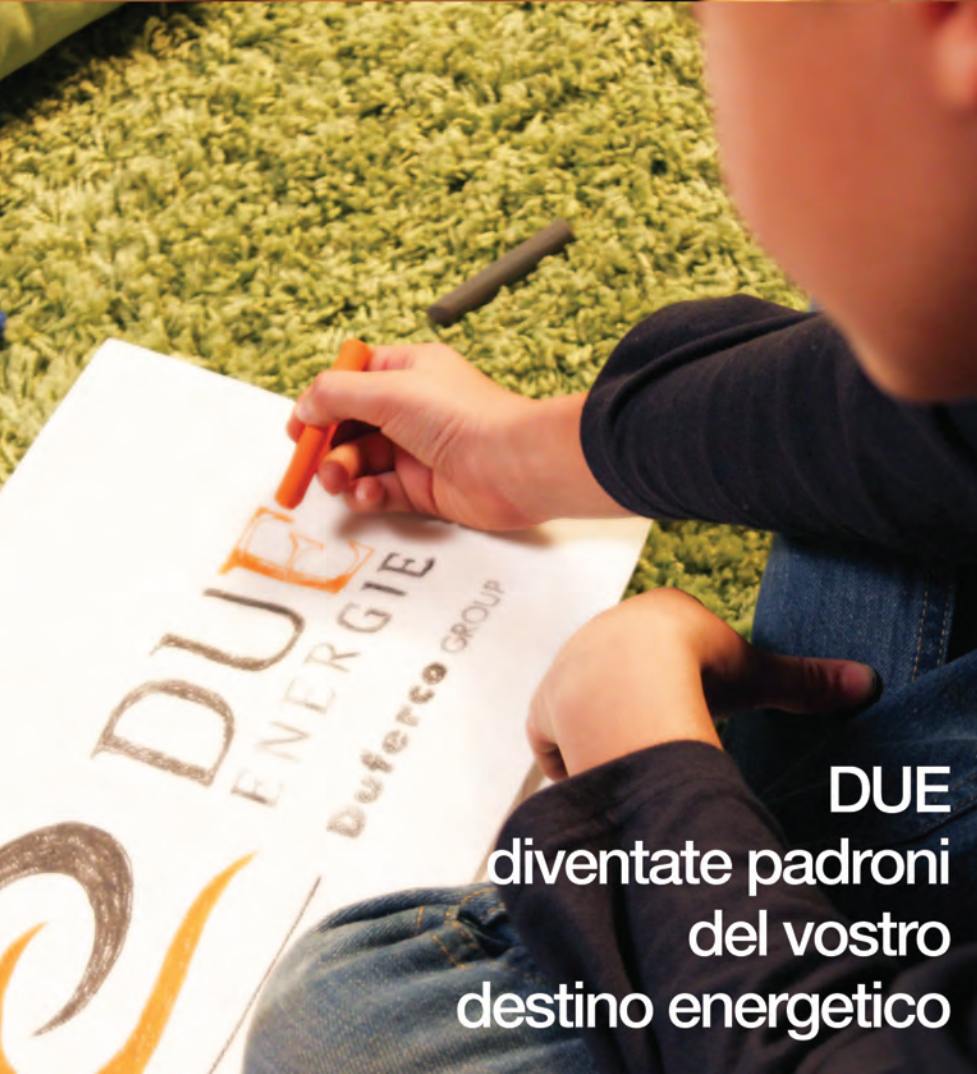 DUE
ENERGIE
Duferco GROUP
DUE
diventate padroni
del vostro
destino energetico